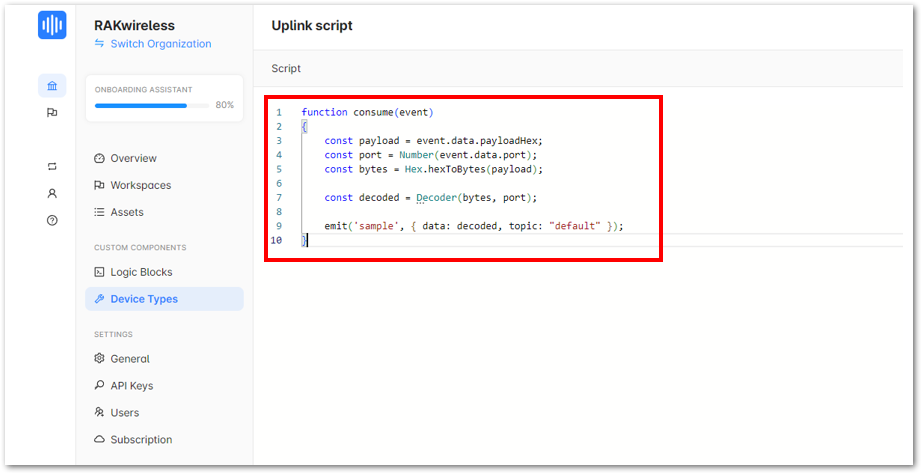 RAKwireless
Switch Organization
ONBOARDING ASSISTANT
80%
Overview
Workspaces
Assets
CUSTOM COMPONENTS
Logic Blocks
Device Types
SETTINGS
General
API Keys
Users
Subscription
Uplink script
Script
1 function consume(event)
2 {
3 const payload = event.data.payloadHex;
4 const port = Number(event.data.port);
5 const bytes = Hex.hexToBytes(payload);
6
7 const decoded = Decoder(bytes, port);
8
9 emit('sample', { data: decoded, topic: "default" });
10 }